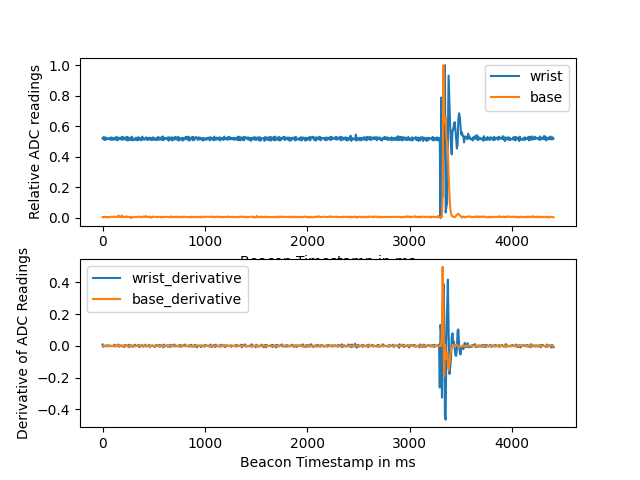 Relative ADC readings
1.0
0.8
0.6
0.4
0.2
0.0
wrist
base
0 1000 2000 3000 4000
Beacon Timestamp in ms
Derivative of ADC Readings
0.4
0.2
0.0
−0.2
−0.4
wrist_derivative
base_derivative
0 1000 2000 3000 4000
Beacon Timestamp in ms